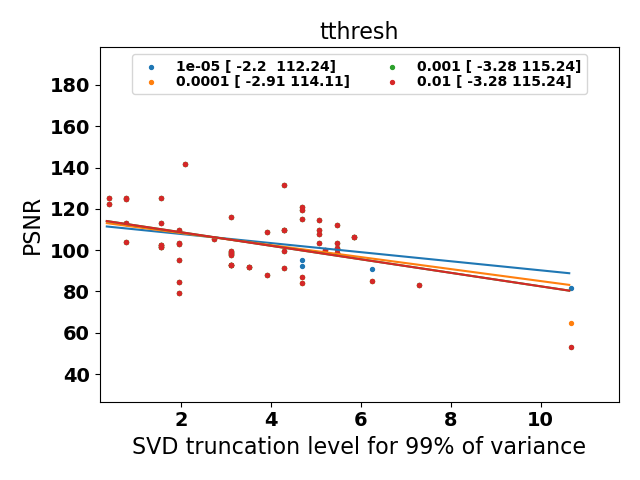 tthresh
1e-05 [ -2.2  112.24]
0.0001 [ -2.91 114.11]
0.001 [ -3.28 115.24]
0.01 [ -3.28 115.24]
PSNR
180
160
140
120
100
80
60
40
2 4 6 8 10
SVD truncation level for 99% of variance